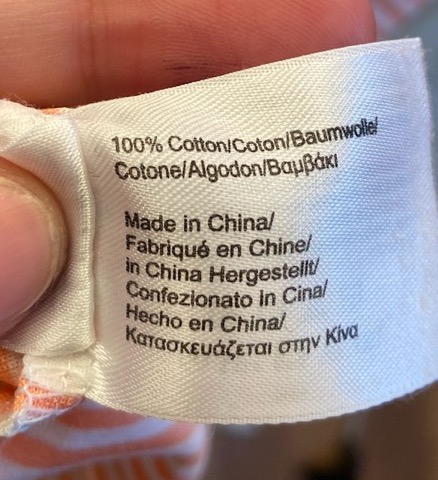 100% Cotton/Coton/Baumwolle/
Cotone/Algodon/Βαμβάκι
Made in China/
Fabriqué en Chine/
in China Hergestellt/
Confezionato in Cina/
Hecho en China/
Κατασκευάζεται στην Κίνα